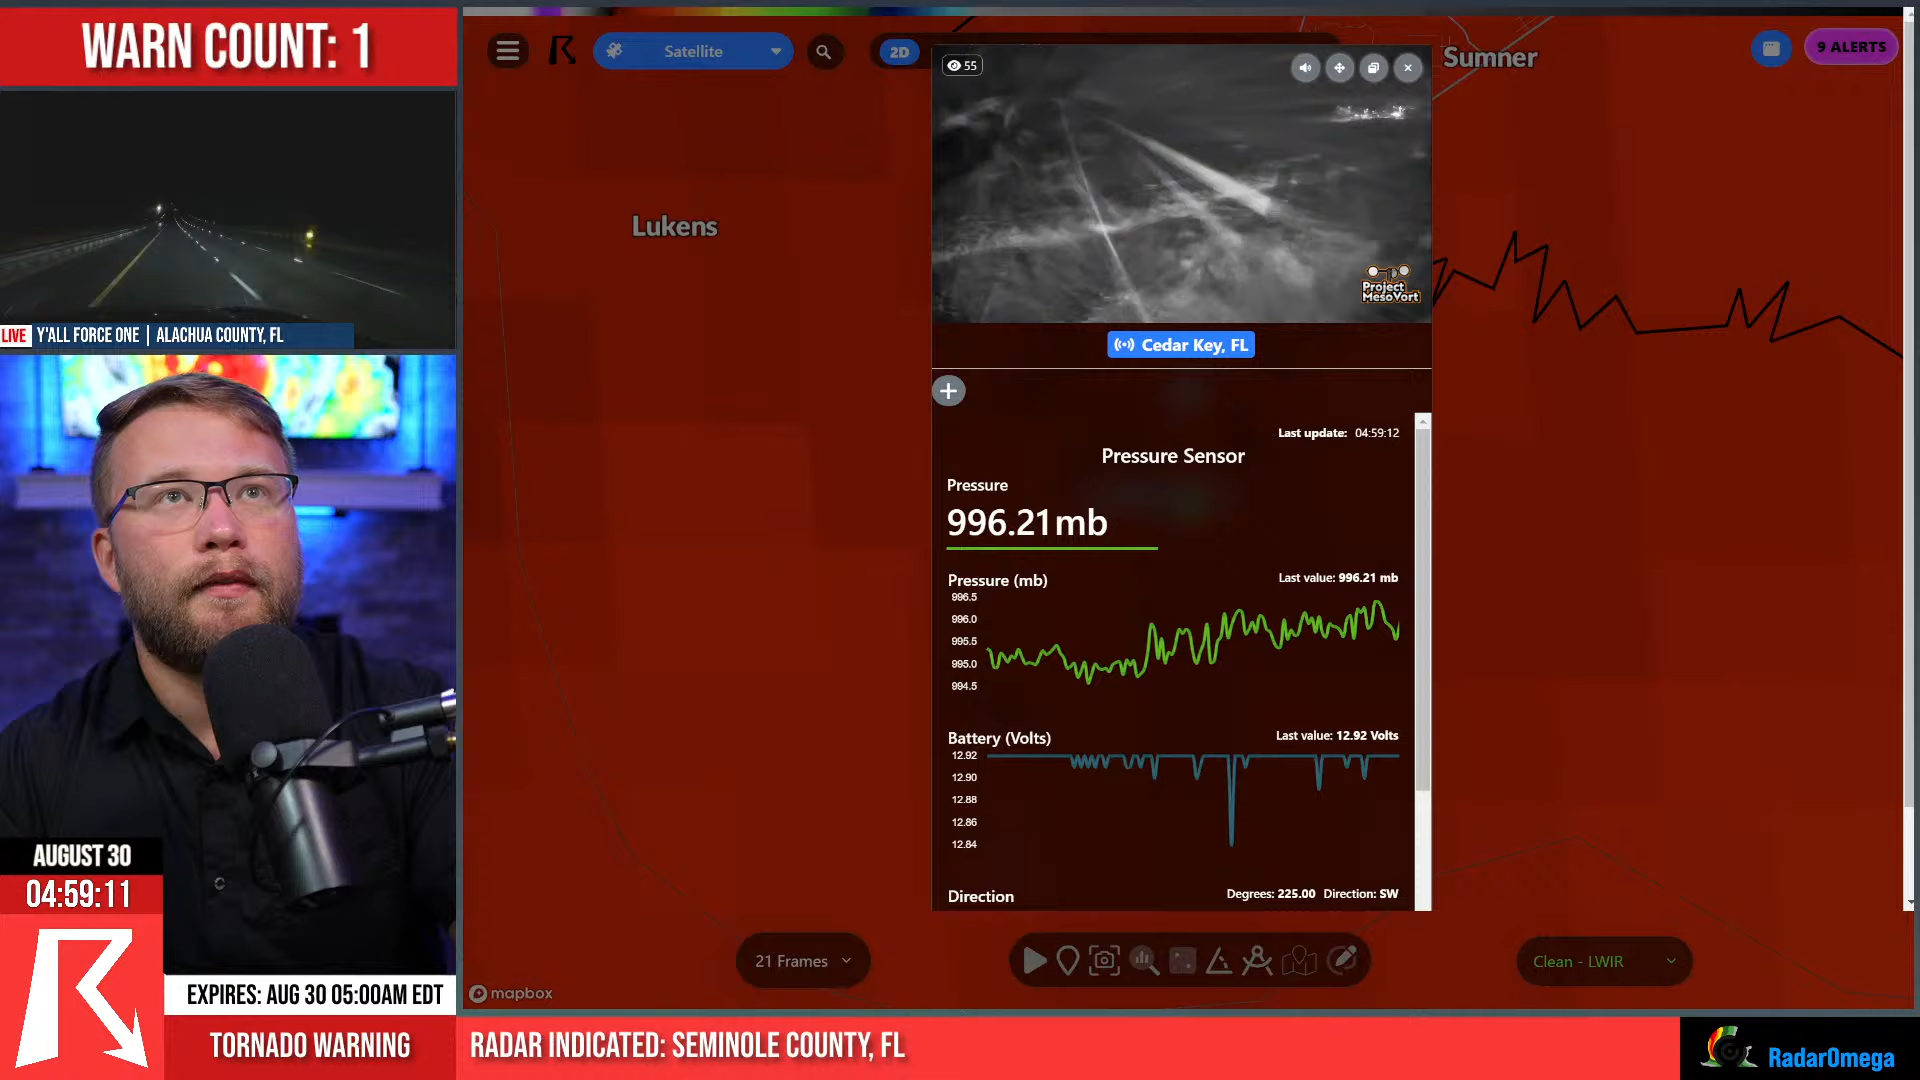 WARN COUNT: 1
LIVE Y'ALL FORCE ONE | ALACHUA COUNTY, FL
AUGUST 30
04:59:11
EXPIRES: AUG 30 05:00AM EDT
TORNADO WARNING
RADAR INDICATED: SEMINOLE COUNTY, FL
RadarOmega
Satellite
2D
Sumner
9 ALERTS
Lukens
55
Project
MesoVort
Cedar Key, FL
Last update: 04:59:12
Pressure Sensor
Pressure
996.21mb
Pressure (mb)
Last value: 996.21 mb
996.5
996.0
995.5
995.0
994.5
Battery (Volts)
Last value: 12.92 Volts
12.92
12.90
12.88
12.86
12.84
Direction
Degrees: 225.00 Direction: SW
21 Frames
Clean - LWIR
mapbox